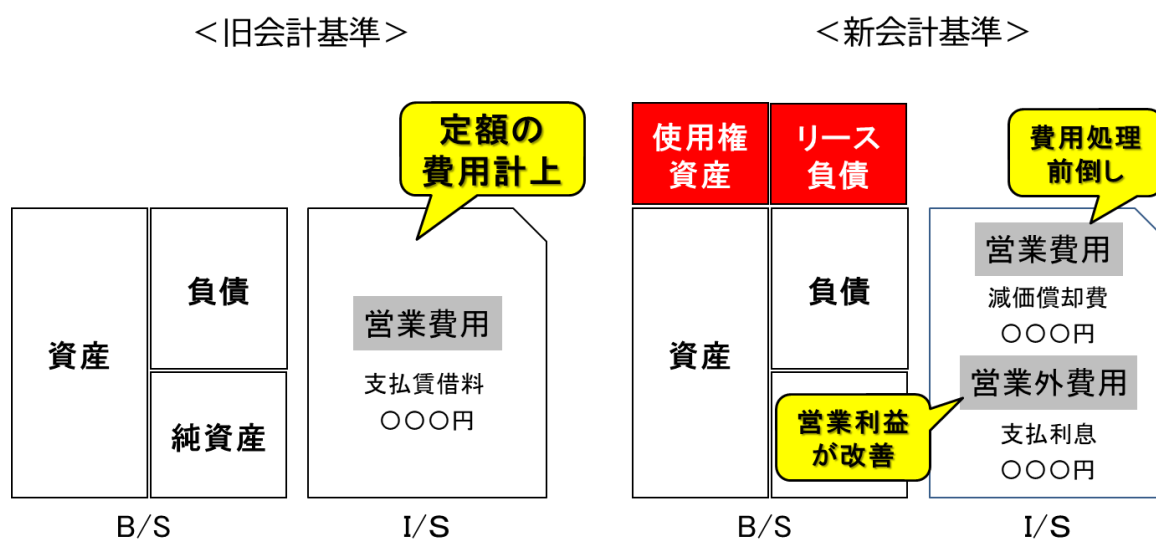 <旧会計基準>
定額の
費用計上
資産
負債
純資産
営業費用
支払賃借料
○○○円
B/S
I/S
<新会計基準>
使用権
資産
リース
負債
費用処理
前倒し
資産
負債
営業費用
減価償却費
○○○円
営業外費用
支払利息
○○○円
営業利益
が改善
B/S
I/S